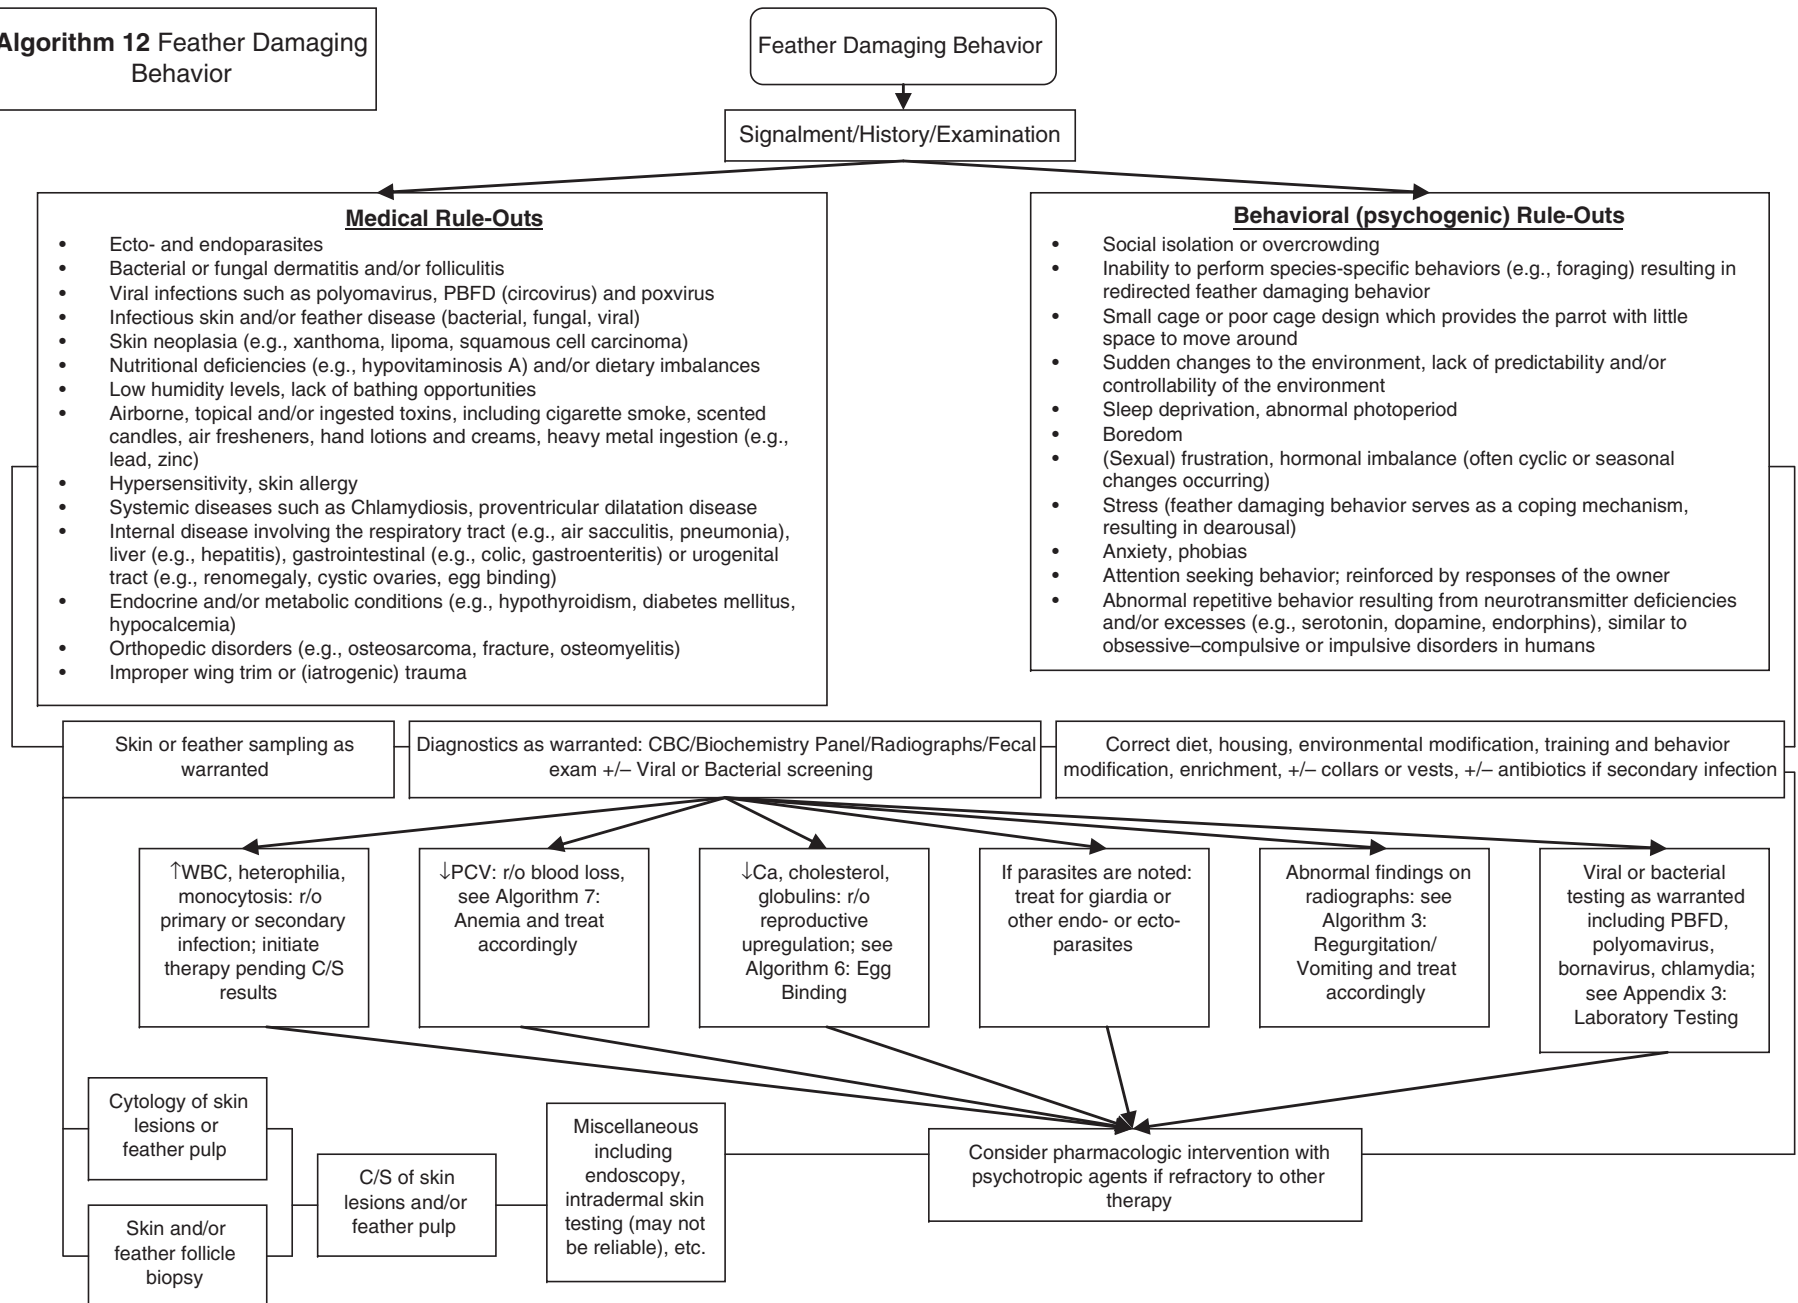 Algorithm 12 Feather Damaging
Behavior
Feather Damaging Behavior
Signalment/History/Examination
Medical Rule-Outs
• Ecto- and endoparasites
• Bacterial or fungal dermatitis and/or folliculitis
• Viral infections such as polyomavirus, PBFD (circovirus) and poxvirus
• Infectious skin and/or feather disease (bacterial, fungal, viral)
• Skin neoplasia (e.g., xanthoma, lipoma, squamous cell carcinoma)
• Nutritional deficiencies (e.g., hypovitaminosis A) and/or dietary imbalances
• Low humidity levels, lack of bathing opportunities
• Airborne, topical and/or ingested toxins, including cigarette smoke, scented
candles, air fresheners, hand lotions and creams, heavy metal ingestion (e.g.,
lead, zinc)
• Hypersensitivity, skin allergy
• Systemic diseases such as Chlamydiosis, proventricular dilatation disease
• Internal disease involving the respiratory tract (e.g., air sacculitis, pneumonia),
liver (e.g., hepatitis), gastrointestinal (e.g., colic, gastroenteritis) or urogenital
tract (e.g., renomegaly, cystic ovaries, egg binding)
• Endocrine and/or metabolic conditions (e.g., hypothyroidism, diabetes mellitus,
hypocalcemia)
• Orthopedic disorders (e.g., osteosarcoma, fracture, osteomyelitis)
• Improper wing trim or (iatrogenic) trauma
Behavioral (psychogenic) Rule-Outs
• Social isolation or overcrowding
• Inability to perform species-specific behaviors (e.g., foraging) resulting in
redirected feather damaging behavior
• Small cage or poor cage design which provides the parrot with little
space to move around
• Sudden changes to the environment, lack of predictability and/or
controllability of the environment
• Sleep deprivation, abnormal photoperiod
• Boredom
• (Sexual) frustration, hormonal imbalance (often cyclic or seasonal
changes occurring)
• Stress (feather damaging behavior serves as a coping mechanism,
resulting in dearousal)
• Anxiety, phobias
• Attention seeking behavior; reinforced by responses of the owner
• Abnormal repetitive behavior resulting from neurotransmitter deficiencies
and/or excesses (e.g., serotonin, dopamine, endorphins), similar to
obsessive–compulsive or impulsive disorders in humans
Skin or feather sampling as
warranted
Diagnostics as warranted: CBC/Biochemistry Panel/Radiographs/Fecal
exam +/– Viral or Bacterial screening
Correct diet, housing, environmental modification, training and behavior
modification, enrichment, +/– collars or vests, +/– antibiotics if secondary infection
↑WBC, heterophilia,
monocytosis: r/o
primary or secondary
infection; initiate
therapy pending C/S
results
↓PCV: r/o blood loss,
see Algorithm 7:
Anemia and treat
accordingly
↓Ca, cholesterol,
globulins: r/o
reproductive
upregulation; see
Algorithm 6: Egg
Binding
If parasites are noted:
treat for giardia or
other endo- or ecto-
parasites
Abnormal findings on
radiographs: see
Algorithm 3:
Regurgitation/
Vomiting and treat
accordingly
Viral or bacterial
testing as warranted
including PBFD,
polyomavirus,
bornavirus, chlamydia;
see Appendix 3:
Laboratory Testing
Cytology of skin
lesions or
feather pulp
Skin and/or
feather follicle
biopsy
C/S of skin
lesions and/or
feather pulp
Miscellaneous
including
endoscopy,
intradermal skin
testing (may not
be reliable), etc.
Consider pharmacologic intervention with
psychotropic agents if refractory to other
therapy